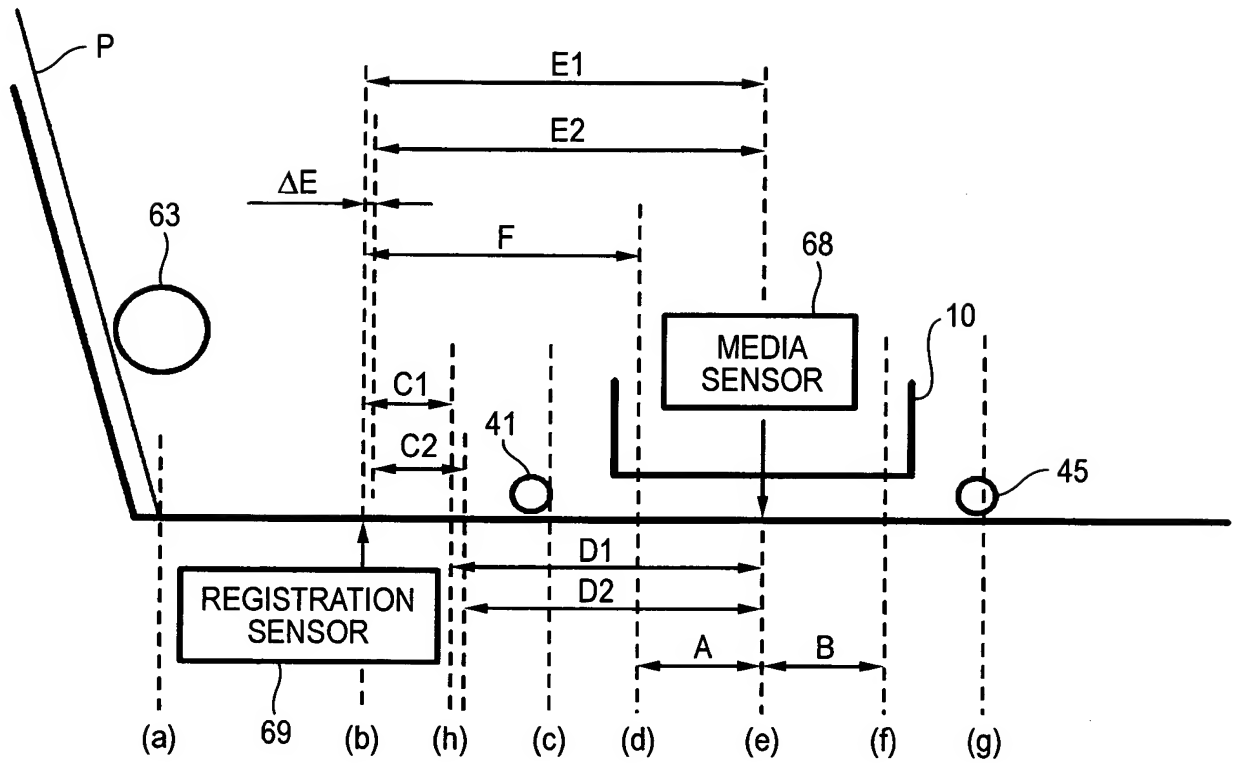 P
E1
E2
ΔE
63
F
68
10
MEDIA
SENSOR
C1
41
C2
45
D1
REGISTRATION
SENSOR
D2
A
B
69
(a)
(b)
(h)
(c)
(d)
(e)
(f)
(g)